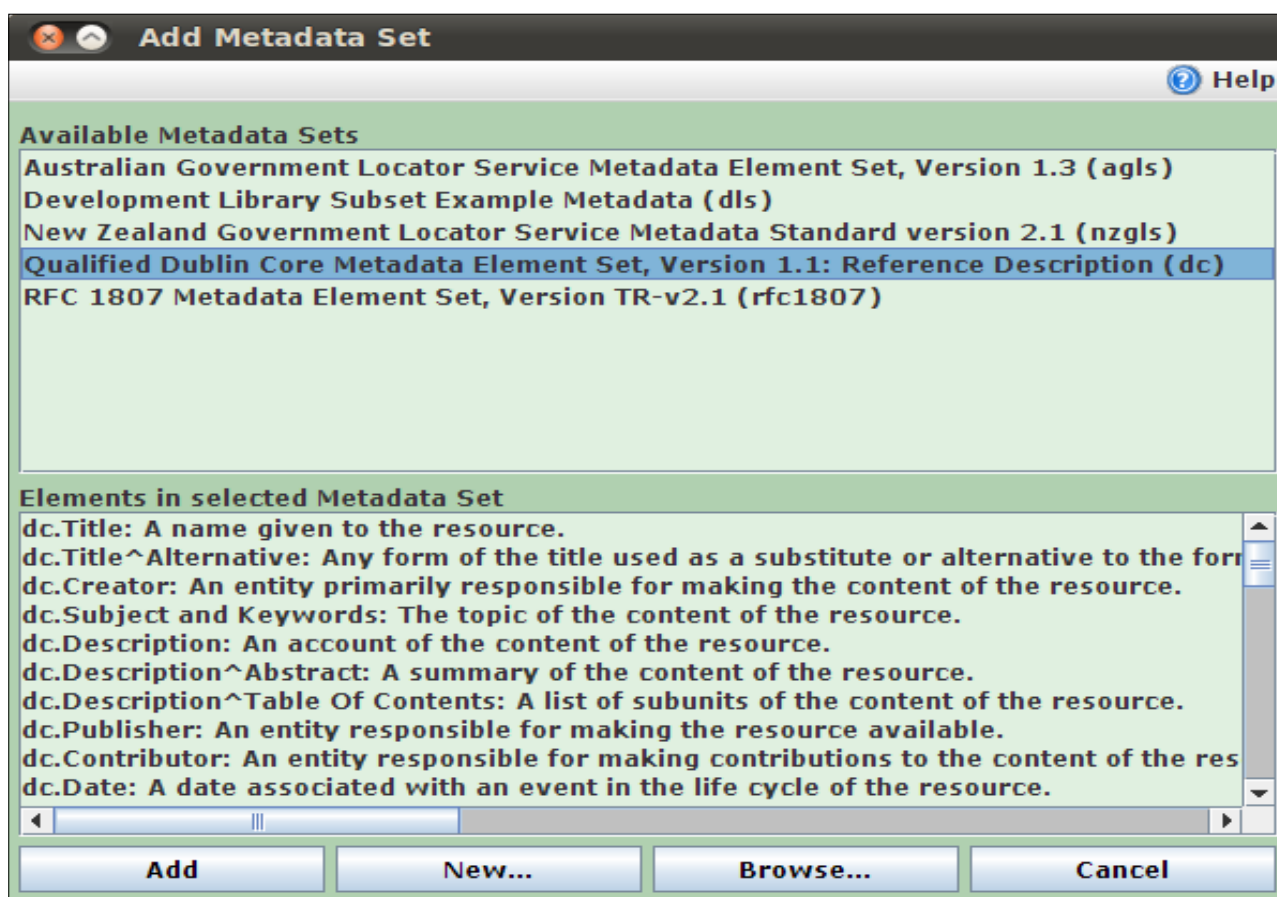 Add Metadata Set
Help
Available Metadata Sets
Australian Government Locator Service Metadata Element Set, Version 1.3 (agls)
Development Library Subset Example Metadata (dls)
New Zealand Government Locator Service Metadata Standard version 2.1 (nzgls)
Qualified Dublin Core Metadata Element Set, Version 1.1: Reference Description (dc)
RFC 1807 Metadata Element Set, Version TR-v2.1 (rfc1807)
Elements in selected Metadata Set
dc.Title: A name given to the resource.
dc.Title^Alternative: Any form of the title used as a substitute or alternative to the forr
dc.Creator: An entity primarily responsible for making the content of the resource.
dc.Subject and Keywords: The topic of the content of the resource.
dc.Description: An account of the content of the resource.
dc.Description^Abstract: A summary of the content of the resource.
dc.Description^Table Of Contents: A list of subunits of the content of the resource.
dc.Publisher: An entity responsible for making the resource available.
dc.Contributor: An entity responsible for making contributions to the content of the res
dc.Date: A date associated with an event in the life cycle of the resource.
Add New... Browse... Cancel